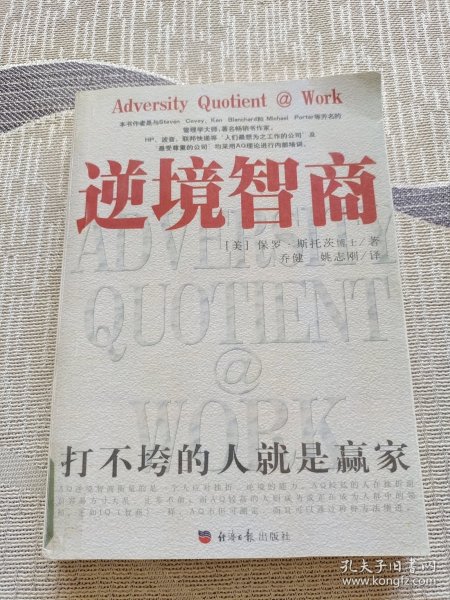 Adversity Quotient @ Work
本书作者是与Steven Covey、Ken Blanchard和Michael Porter等齐名的
管理学大师,著名畅销书作家。
HP、波音、联邦快递等“人们最想为之工作的公司”及
“最受尊重的公司”均采用AQ理论进行内部培训。
逆境智商
[美] 保罗·斯托茨博士/著
乔健 姚志刚/译
ADVERSITY
QUOTIENT
@
WORK
打不垮的人就是赢家
经济日报出版社
孔夫子旧书网
www.kongfz.com